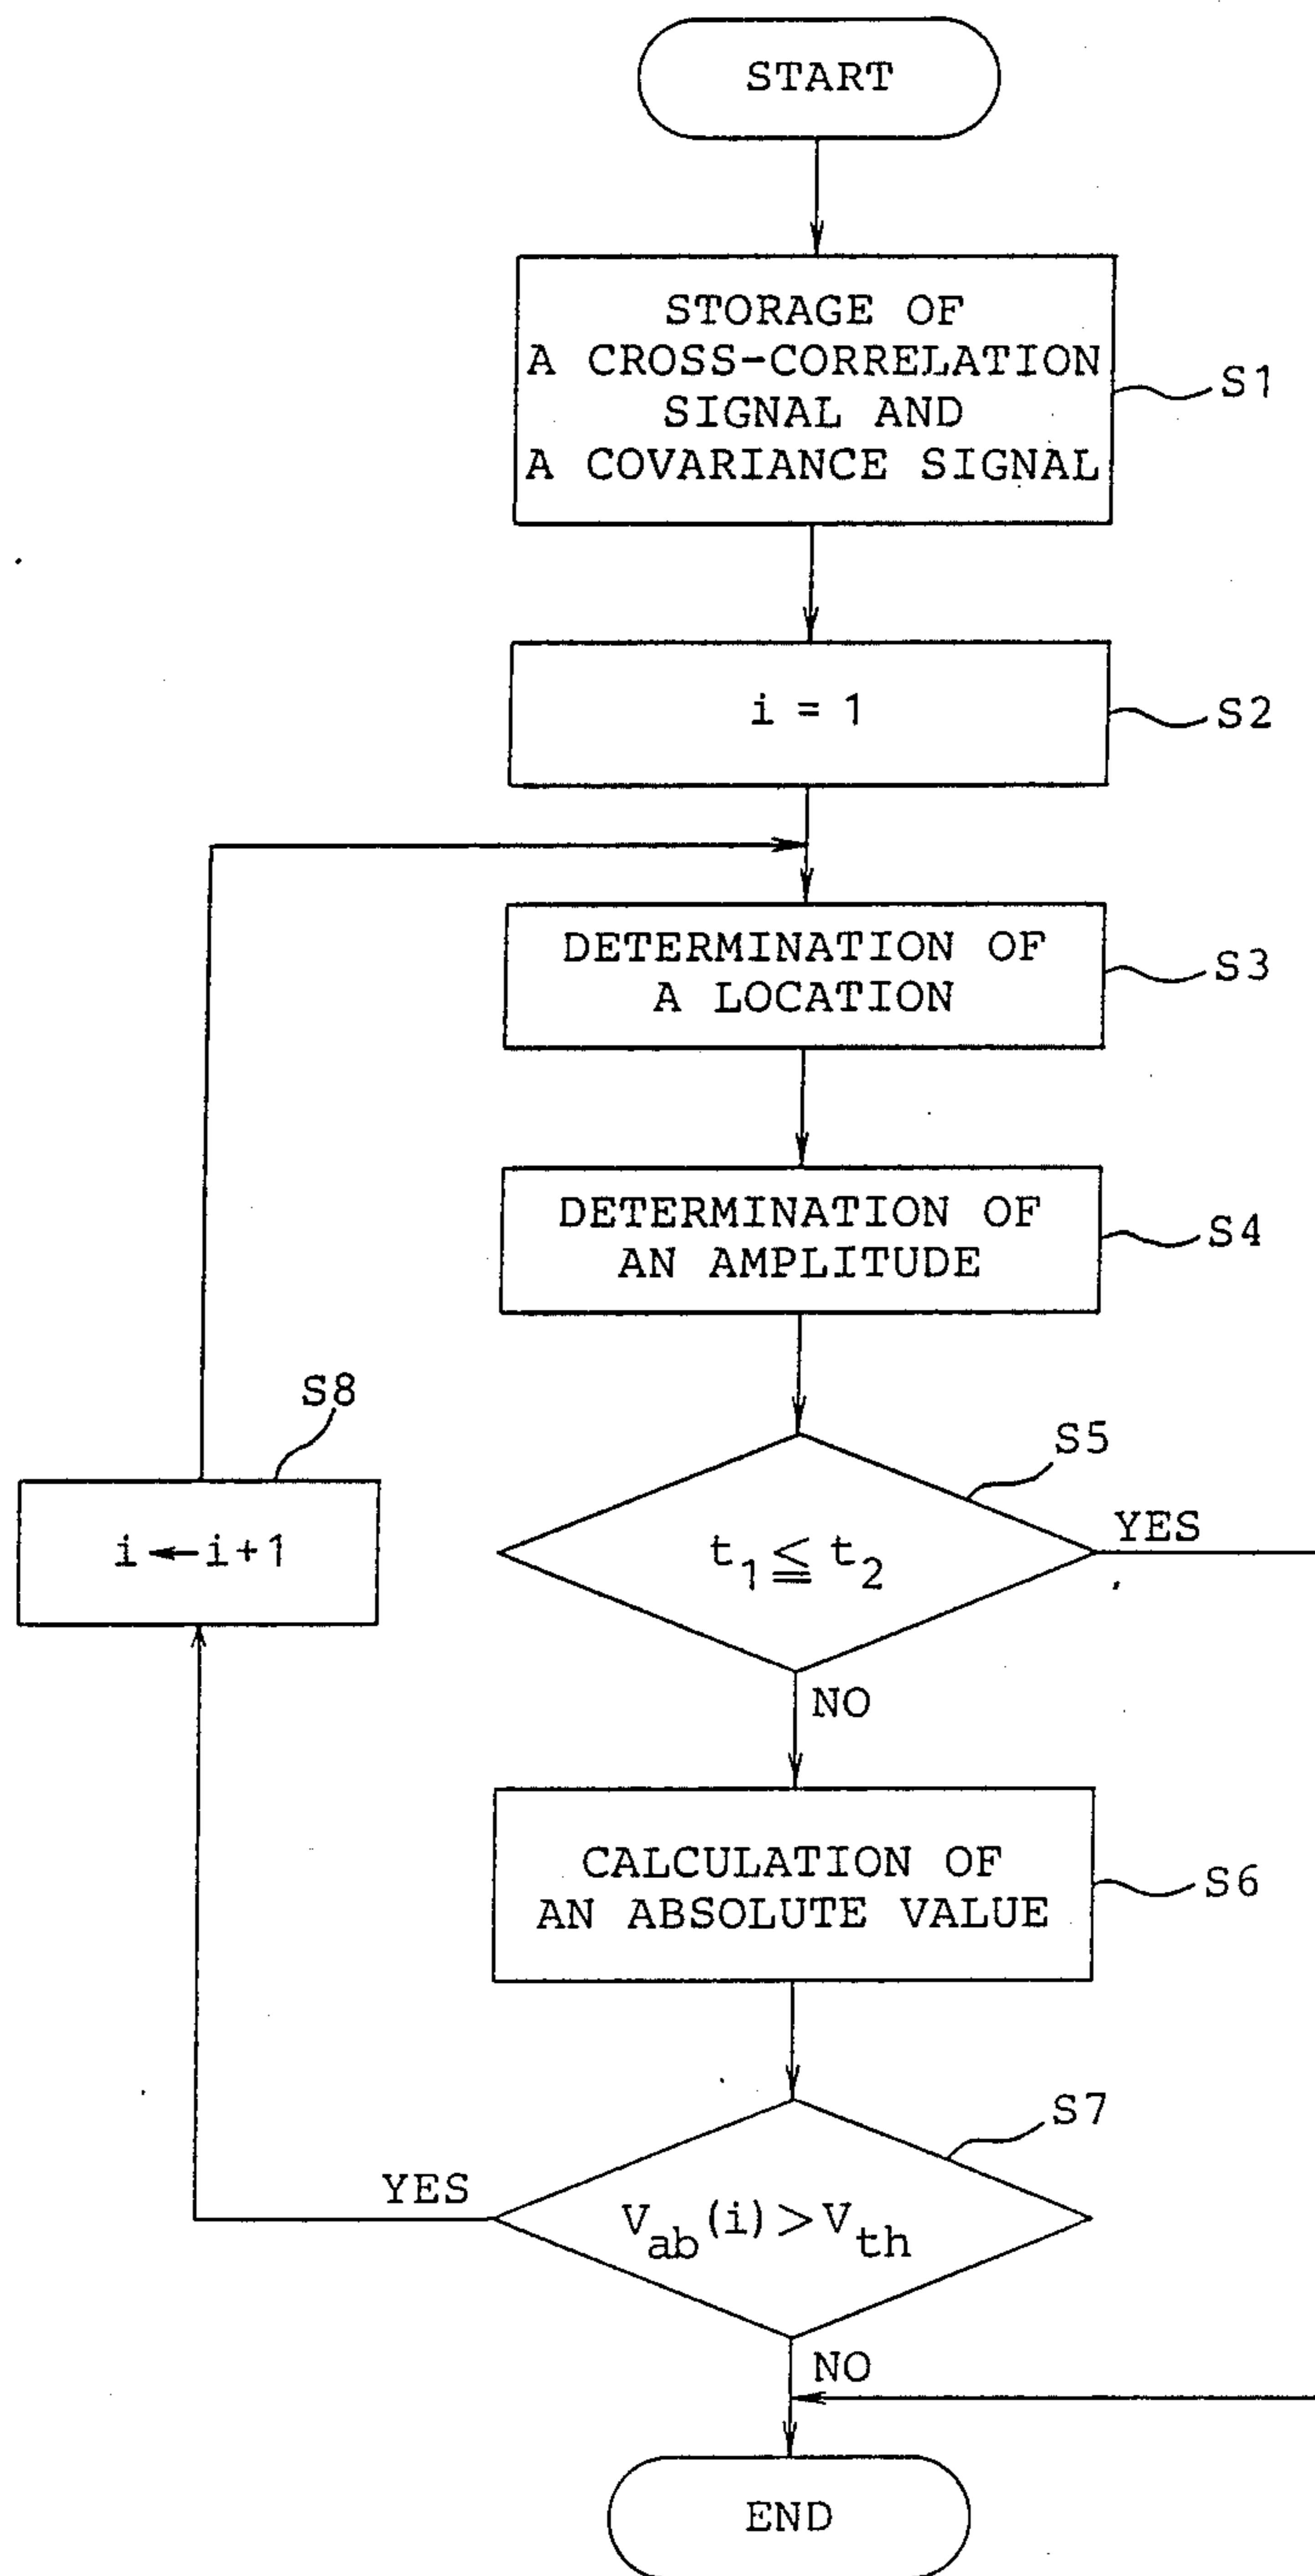 START
STORAGE OF
A CROSS-CORRELATION
SIGNAL AND
A COVARIANCE SIGNAL
S1
i = 1
S2
DETERMINATION OF
A LOCATION
S3
DETERMINATION OF
AN AMPLITUDE
S4
S8
i←i+1
S5
t₁≦t₂
YES
NO
CALCULATION OF
AN ABSOLUTE VALUE
S6
S7
YES
V_ab(i)>V_th
NO
END